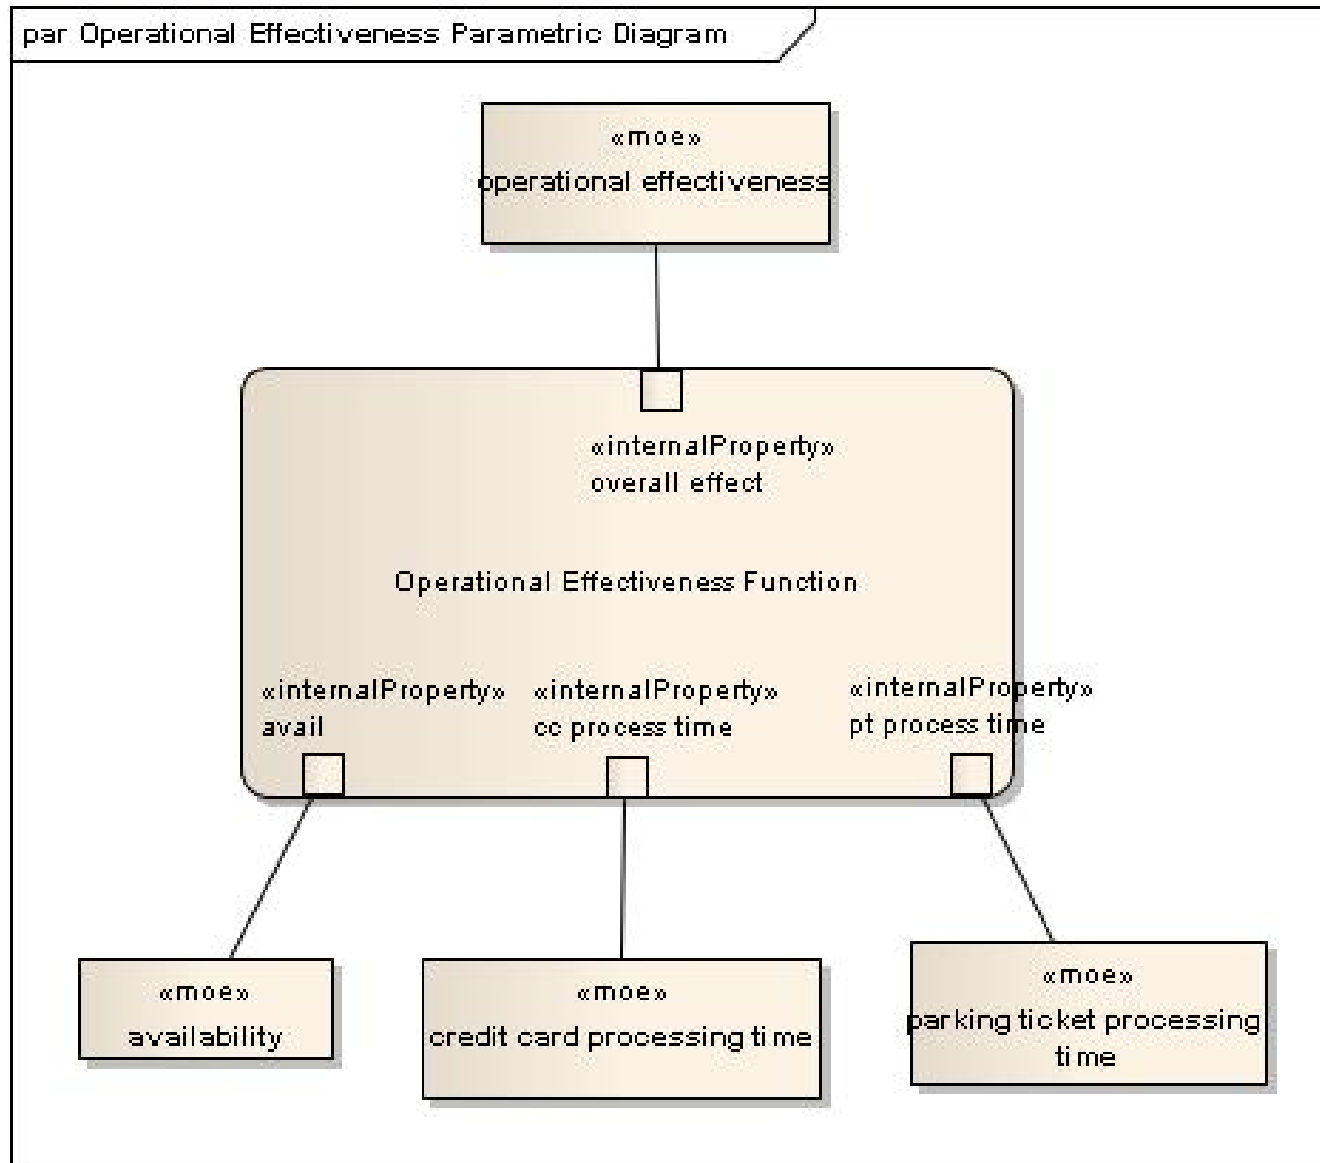 par Operational Effectiveness Parametric Diagram
«moe»
operational effectiveness
«internalProperty»
overall effect
Operational Effectiveness Function
«internalProperty»
avail
«internalProperty»
cc process time
«internalProperty»
pt process time
«moe»
availability
«moe»
credit card processing time
«moe»
parking ticket processing
time